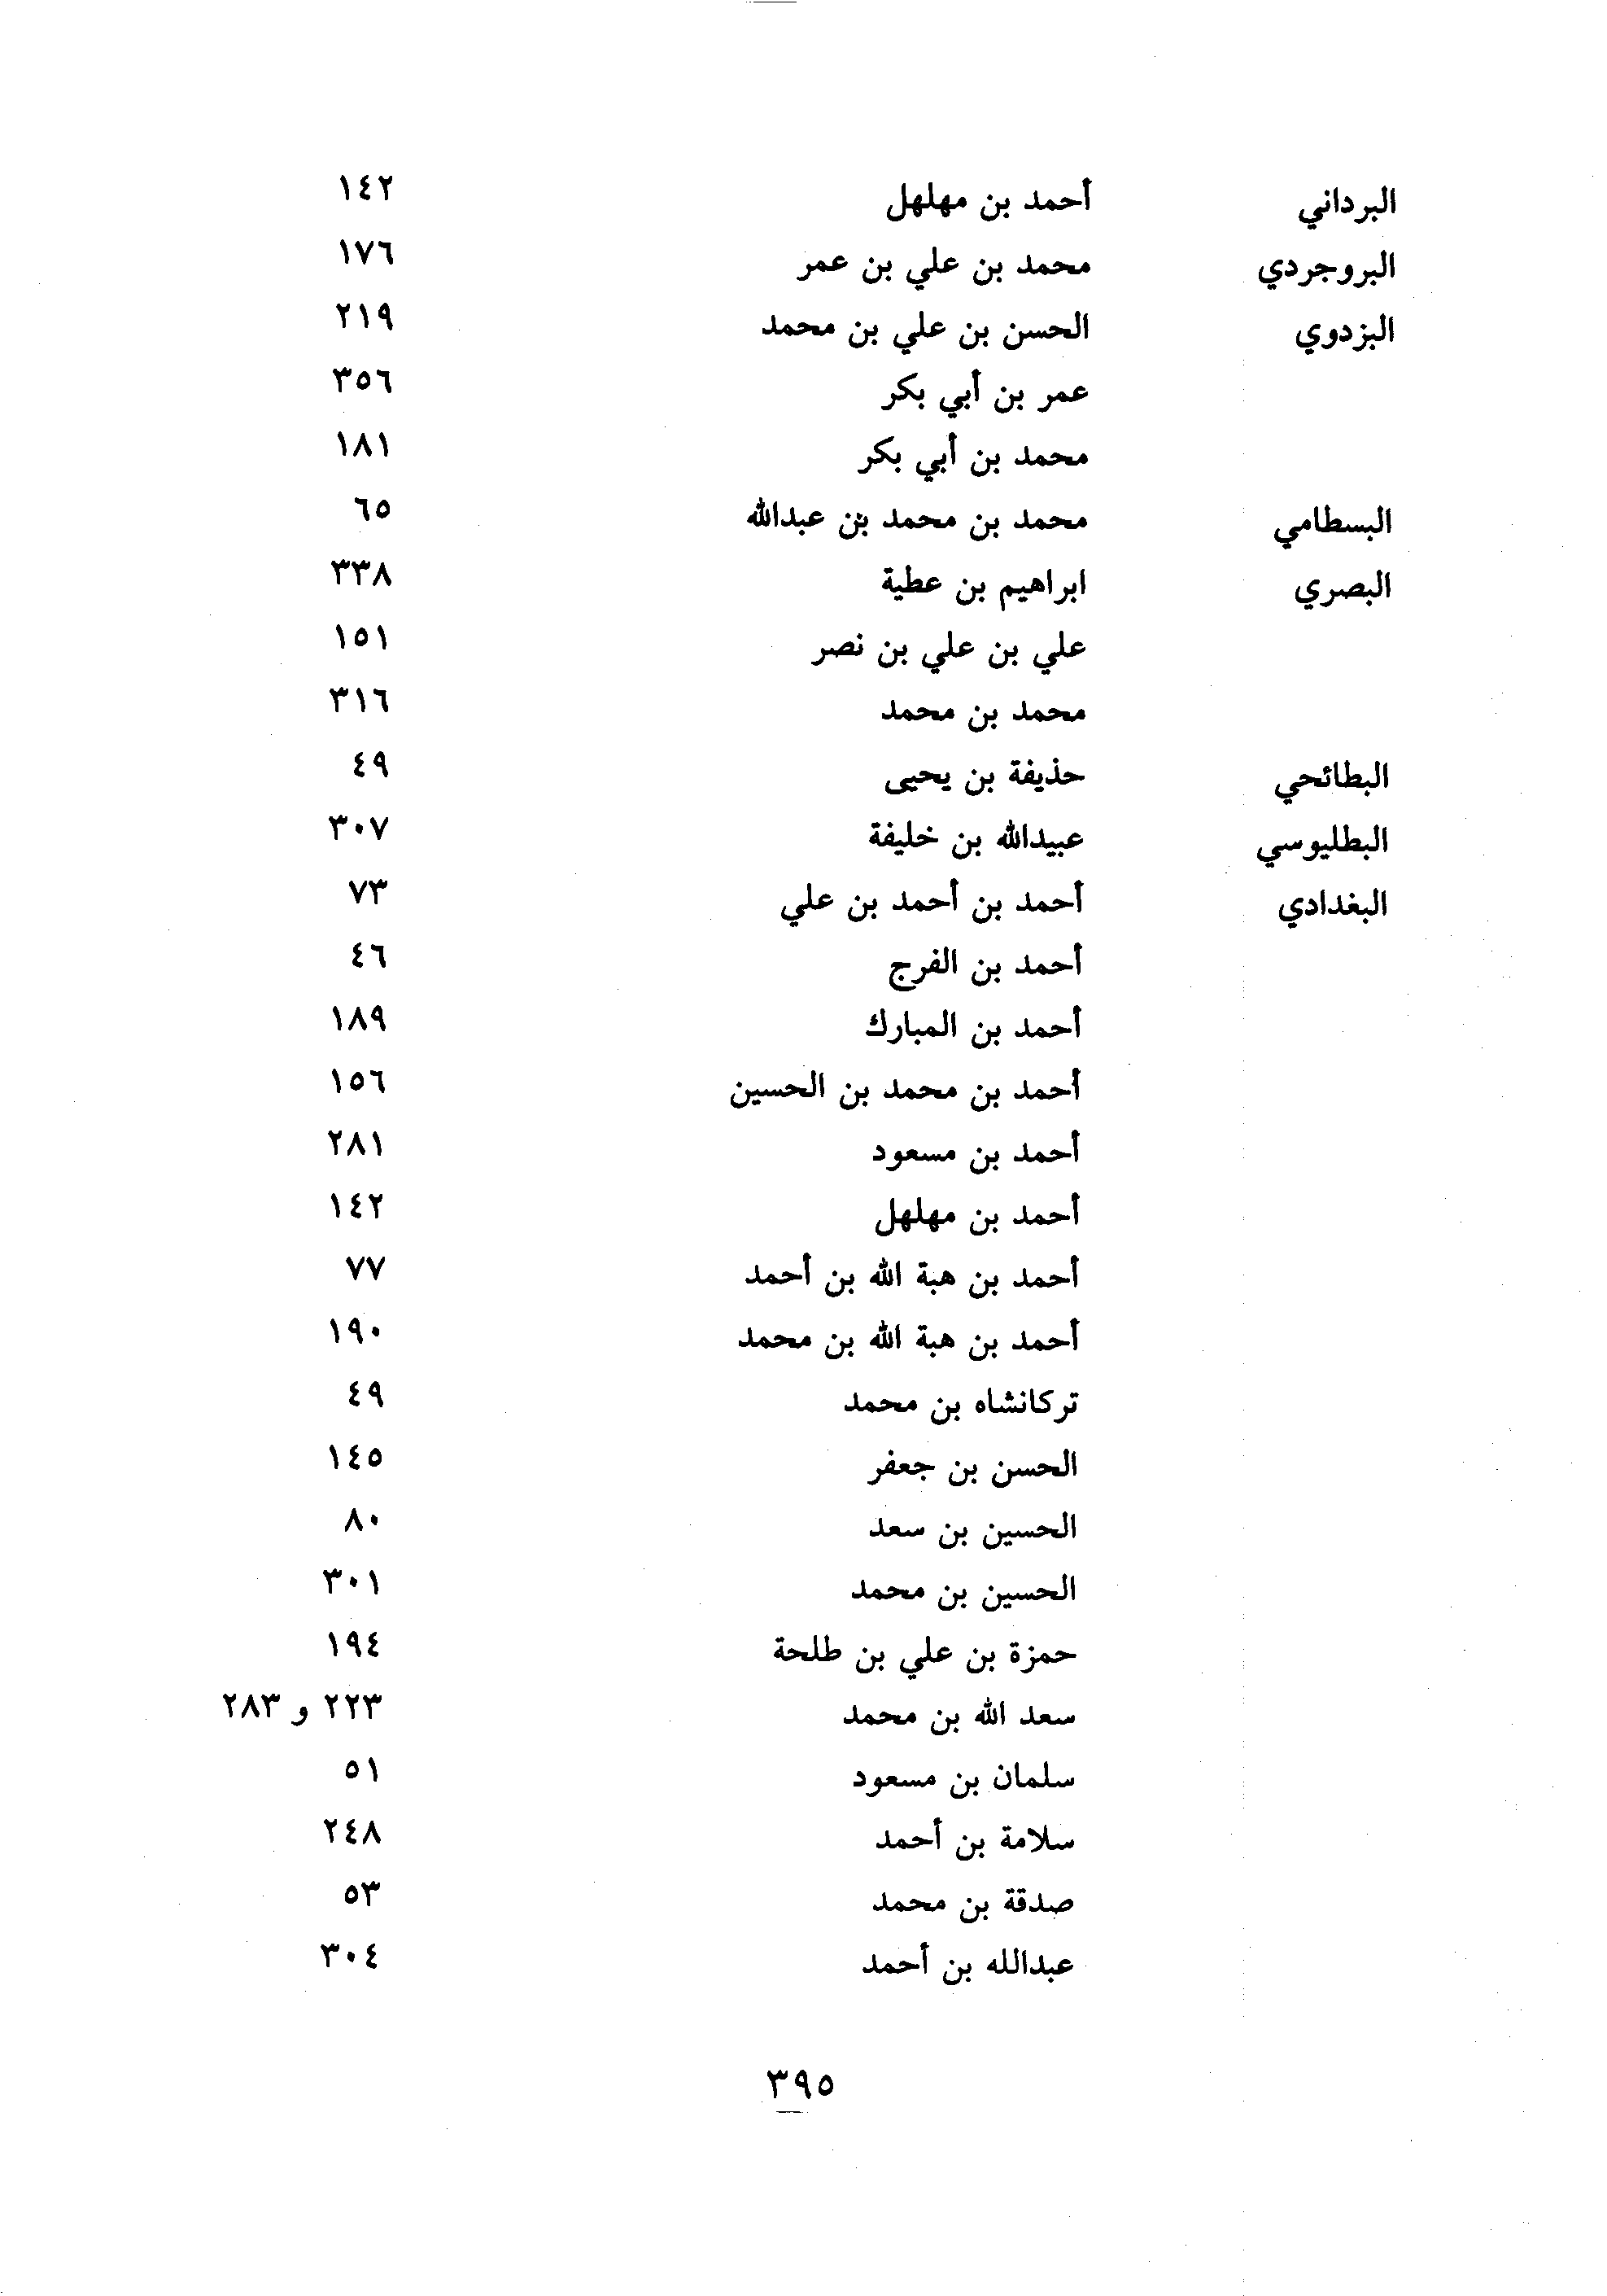 البرداني أحمد بن مهلهل ١٤٢
البروجردي محمد بن علي بن عمر ١٧٦
البزدوي الحسن بن علي بن محمد ٢١٩
عمر بن أبي بكر ٣٥٦
محمد بن أبي بكر ١٨١
البسطامي محمد بن محمد بن عبدالله ٦٥
البصري ابراهيم بن عطية ٣٣٨
علي بن علي بن نصر ١٥١
محمد بن محمد ٣١٦
البطائحي حذيفة بن يحيى ٤٩
البطليوسي عبيدالله بن خليفة ٣٠٧
البغدادي أحمد بن أحمد بن علي ٧٣
أحمد بن الفرج ٤٦
أحمد بن المبارك ١٨٩
أحمد بن محمد بن الحسين ١٥٦
أحمد بن مسعود ٢٨١
أحمد بن مهلهل ١٤٢
أحمد بن هبة الله بن أحمد ٧٧
أحمد بن هبة الله بن محمد ١٩٠
تركانشاه بن محمد ٤٩
الحسن بن جعفر ١٤٥
الحسين بن سعد ٨٠
الحسين بن محمد ٣٠١
حمزة بن علي بن طلحة ١٩٤
سعد الله بن محمد ٢٢٣ و ٢٨٣
سلمان بن مسعود ٥١
سلامة بن أحمد ٢٤٨
صدقة بن محمد ٥٣
عبدالله بن أحمد ٣٠٤
٣٩٥